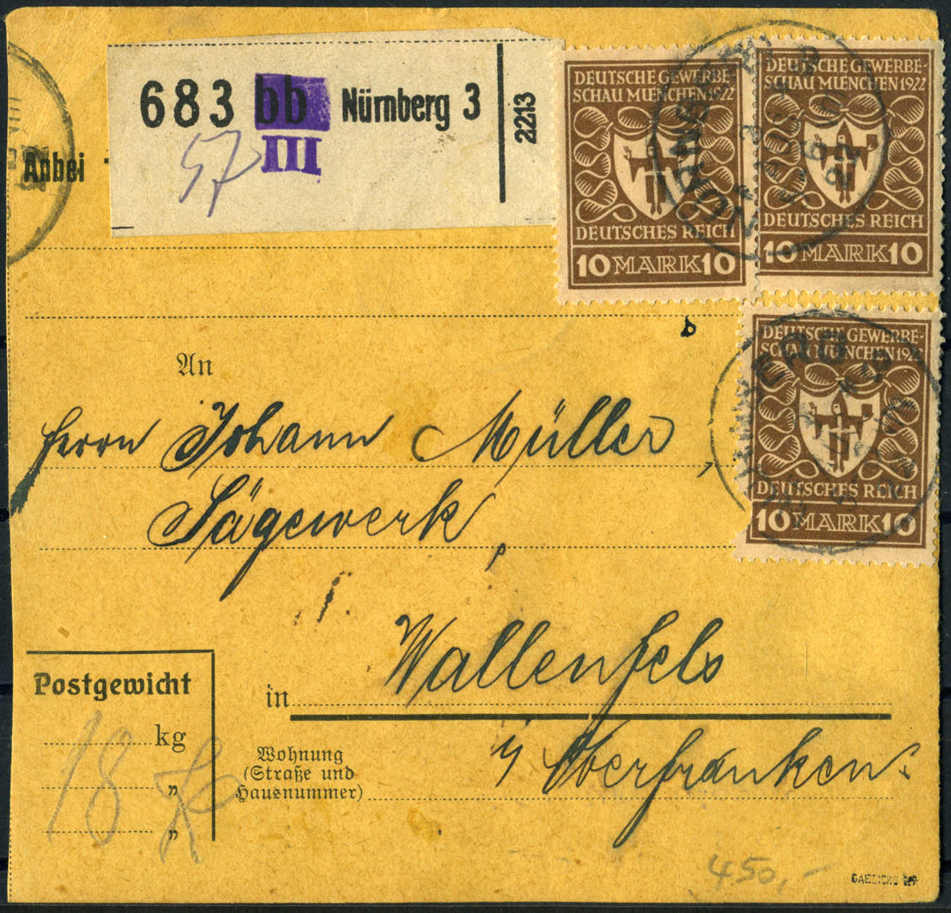 683 bb Nürnberg 3
2213
III
57
Anbei
DEUTSCHE GEWERBE-
SCHAU MUENCHEN 1922
DEUTSCHES REICH
10 MARK 10
DEUTSCHE GEWERBE-
SCHAU MUENCHEN 1922
DEUTSCHES REICH
10 MARK 10
b
DEUTSCHE GEWERBE-
SCHAU MUENCHEN 1922
DEUTSCHES REICH
10 MARK 10
An
Herrn Johann Müller,
Sägewerk,
in Wallenfels
i/ Oberfranken.
Postgewicht
kg
"
"
18
Wohnung
(Straße und
Hausnummer)
450,-